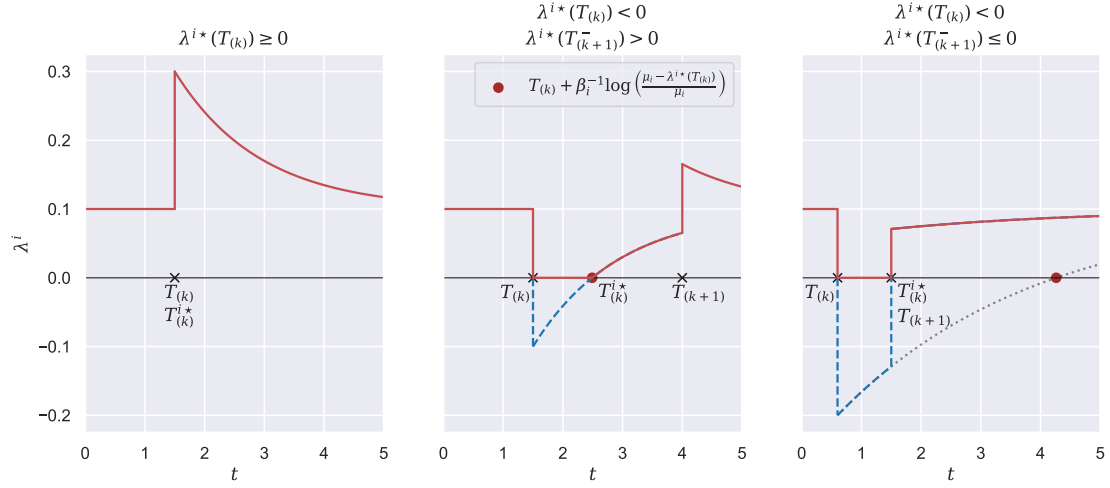 λ^{i⋆}(T_{(k)}) ≥ 0
λ^{i⋆}(T_{(k)}) < 0
λ^{i⋆}(T^−_{(k+1)}) > 0
λ^{i⋆}(T_{(k)}) < 0
λ^{i⋆}(T^−_{(k+1)}) ≤ 0
λ^i
0.3
0.2
0.1
0.0
−0.1
−0.2
T_{(k)}
T^{i⋆}_{(k)}
0 1 2 3 4 5
t
T_{(k)} + β_i^{−1} log ( (μ_i − λ^{i⋆}(T_{(k)})) / μ_i )
T_{(k)}
T^{i⋆}_{(k)}
T_{(k+1)}
0 1 2 3 4 5
t
T_{(k)}
T^{i⋆}_{(k)}
T_{(k+1)}
0 1 2 3 4 5
t